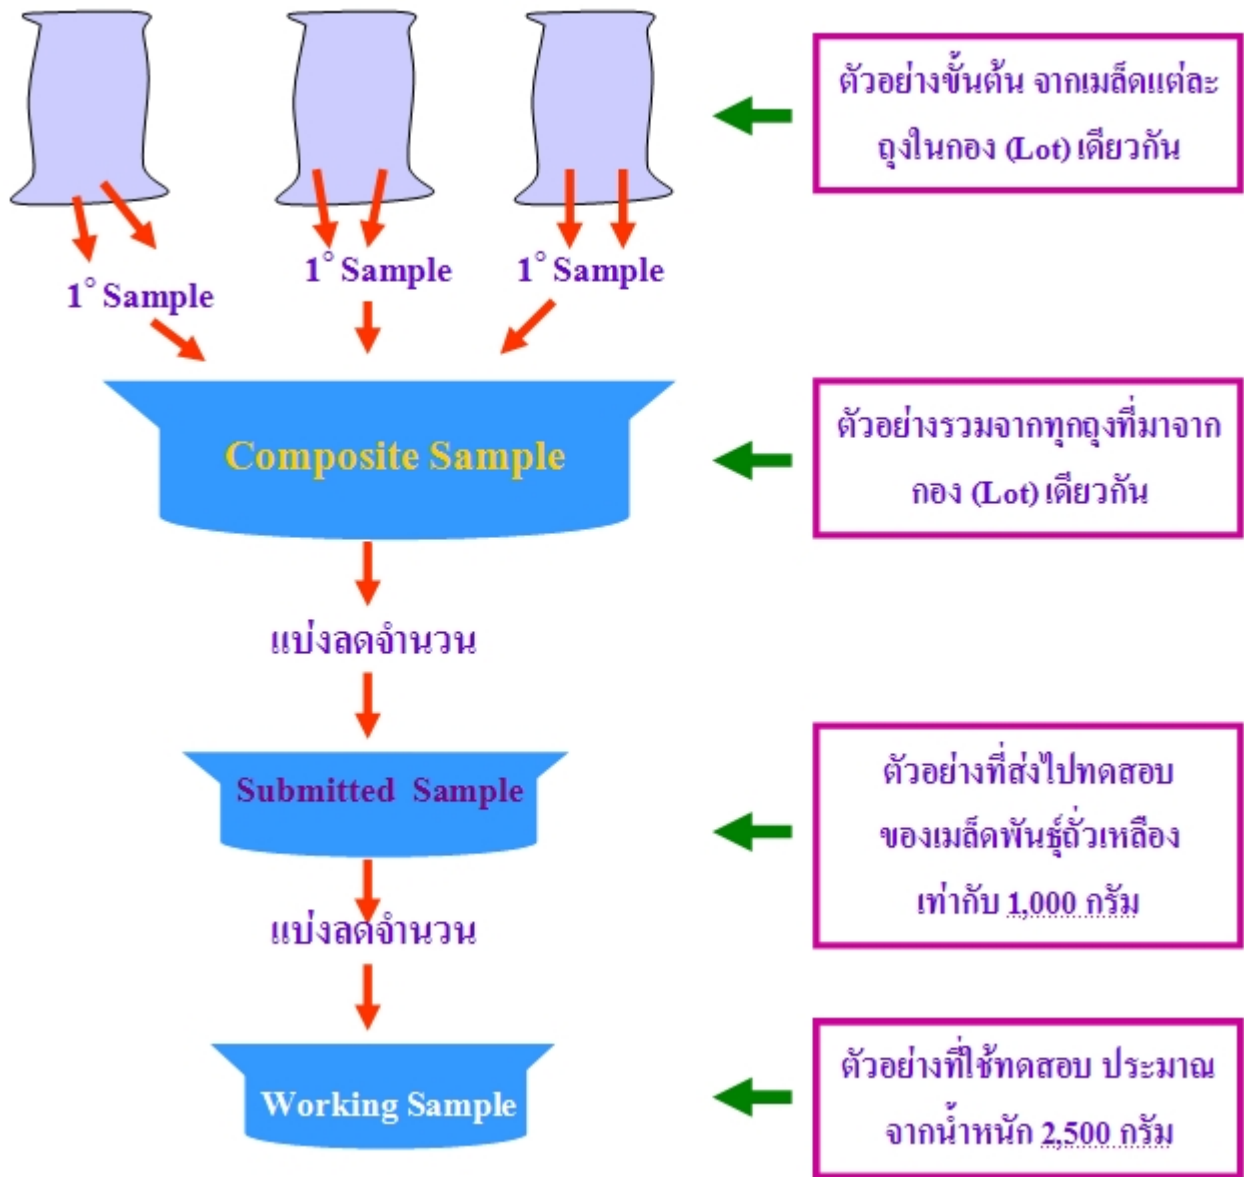 ตัวอย่างขั้นต้น จากเมล็ดแต่ละ
ถุงในกอง (Lot) เดียวกัน
1° Sample
1° Sample
1° Sample
Composite Sample
ตัวอย่างรวมจากทุกถุงที่มาจาก
กอง (Lot) เดียวกัน
แบ่งลดจำนวน
Submitted Sample
ตัวอย่างที่ส่งไปทดสอบ
ของเมล็ดพันธุ์ถั่วเหลือง
เท่ากับ 1,000 กรัม
แบ่งลดจำนวน
Working Sample
ตัวอย่างที่ใช้ทดสอบ ประมาณ
จากน้ำหนัก 2,500 กรัม